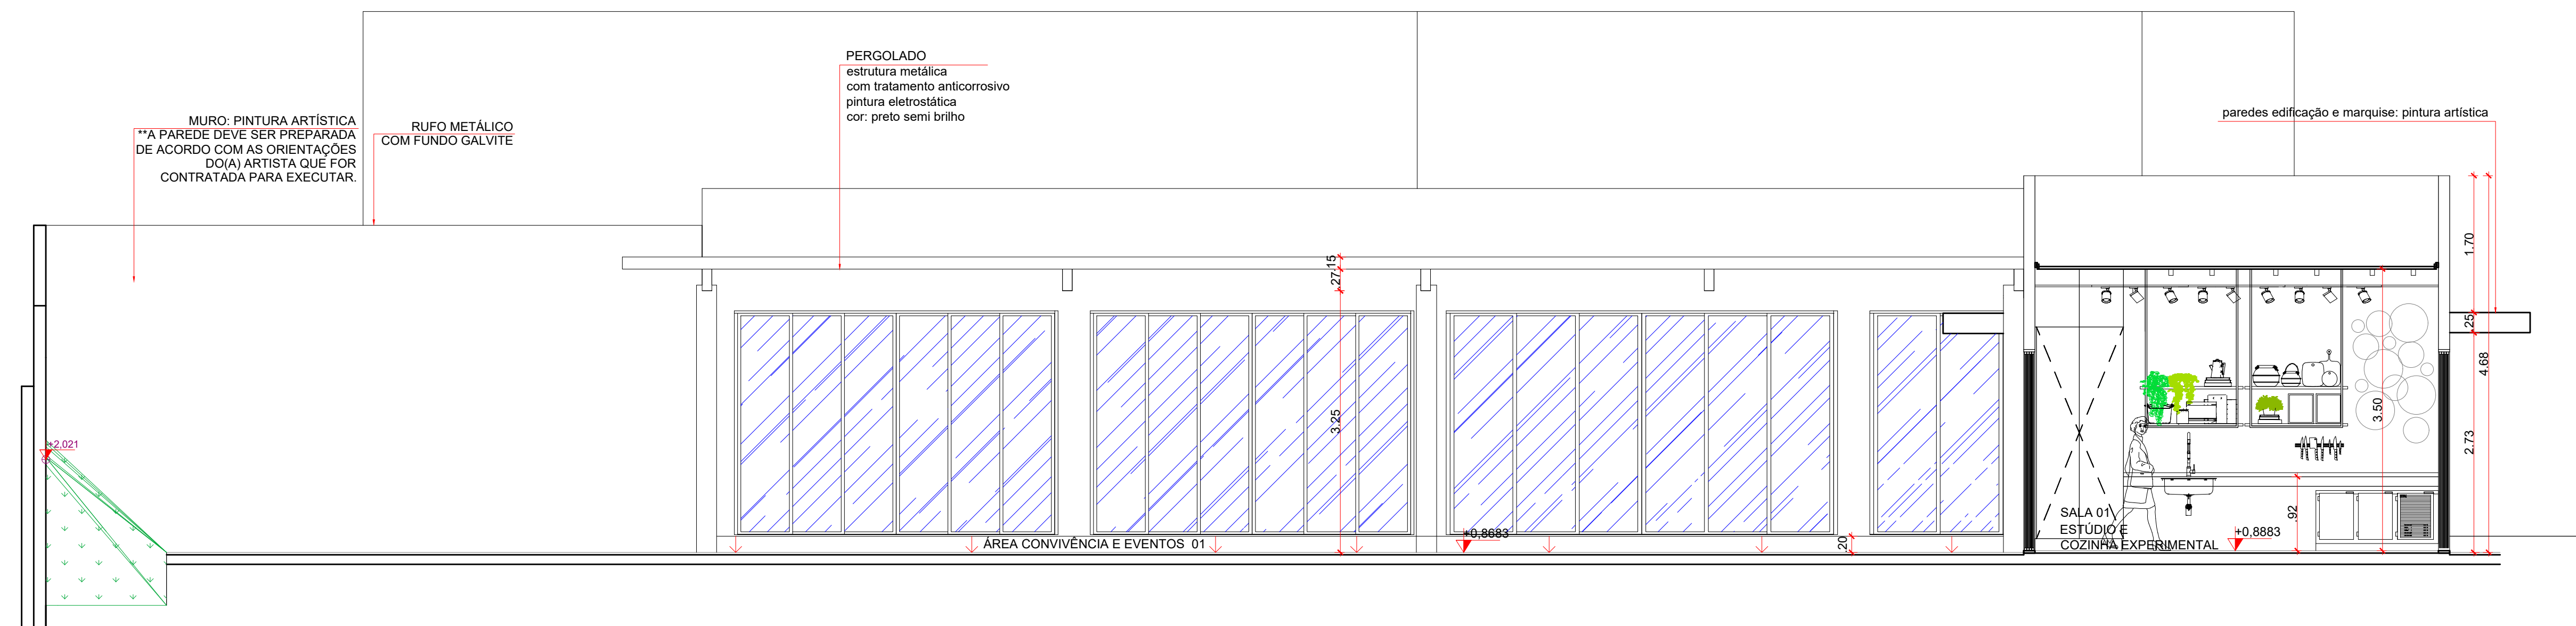 PERGOLADO
estrutura metálica
com tratamento anticorrosivo
pintura eletrostática
cor: preto semi brilho
MURO: PINTURA ARTÍSTICA
**A PAREDE DEVE SER PREPARADA
DE ACORDO COM AS ORIENTAÇÕES
DO(A) ARTISTA QUE FOR
CONTRATADA PARA EXECUTAR.
RUFO METÁLICO
COM FUNDO GALVITE
paredes edificação e marquise: pintura artística
.15
.27
3.25
1.70
.25
4.68
2.73
3.50
.92
.20
+2,021
ÁREA CONVIVÊNCIA E EVENTOS 01
+0,8683
SALA 01
ESTÚDIO E
COZINHA EXPERIMENTAL
+0,8883